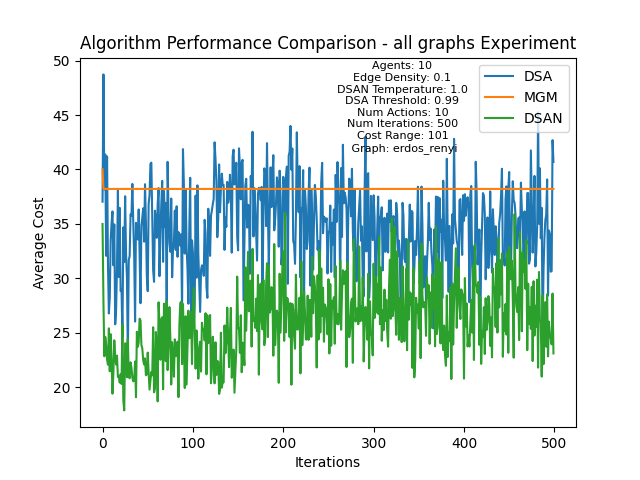 Algorithm Performance Comparison - all graphs Experiment
Agents: 10
Edge Density: 0.1
DSAN Temperature: 1.0
DSA Threshold: 0.99
Num Actions: 10
Num Iterations: 500
Cost Range: 101
Graph: erdos_renyi
DSA
MGM
DSAN
Average Cost
50
45
40
35
30
25
20
0
100
200
300
400
500
Iterations